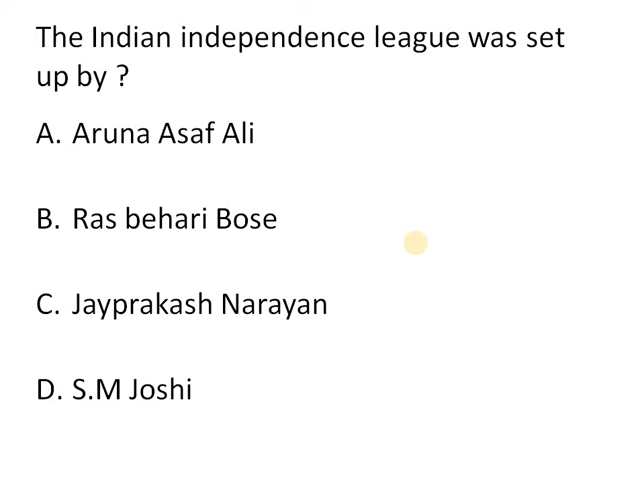 The Indian independence league was set
up by ?
A. Aruna Asaf Ali
B. Ras behari Bose
C. Jayprakash Narayan
D. S.M Joshi